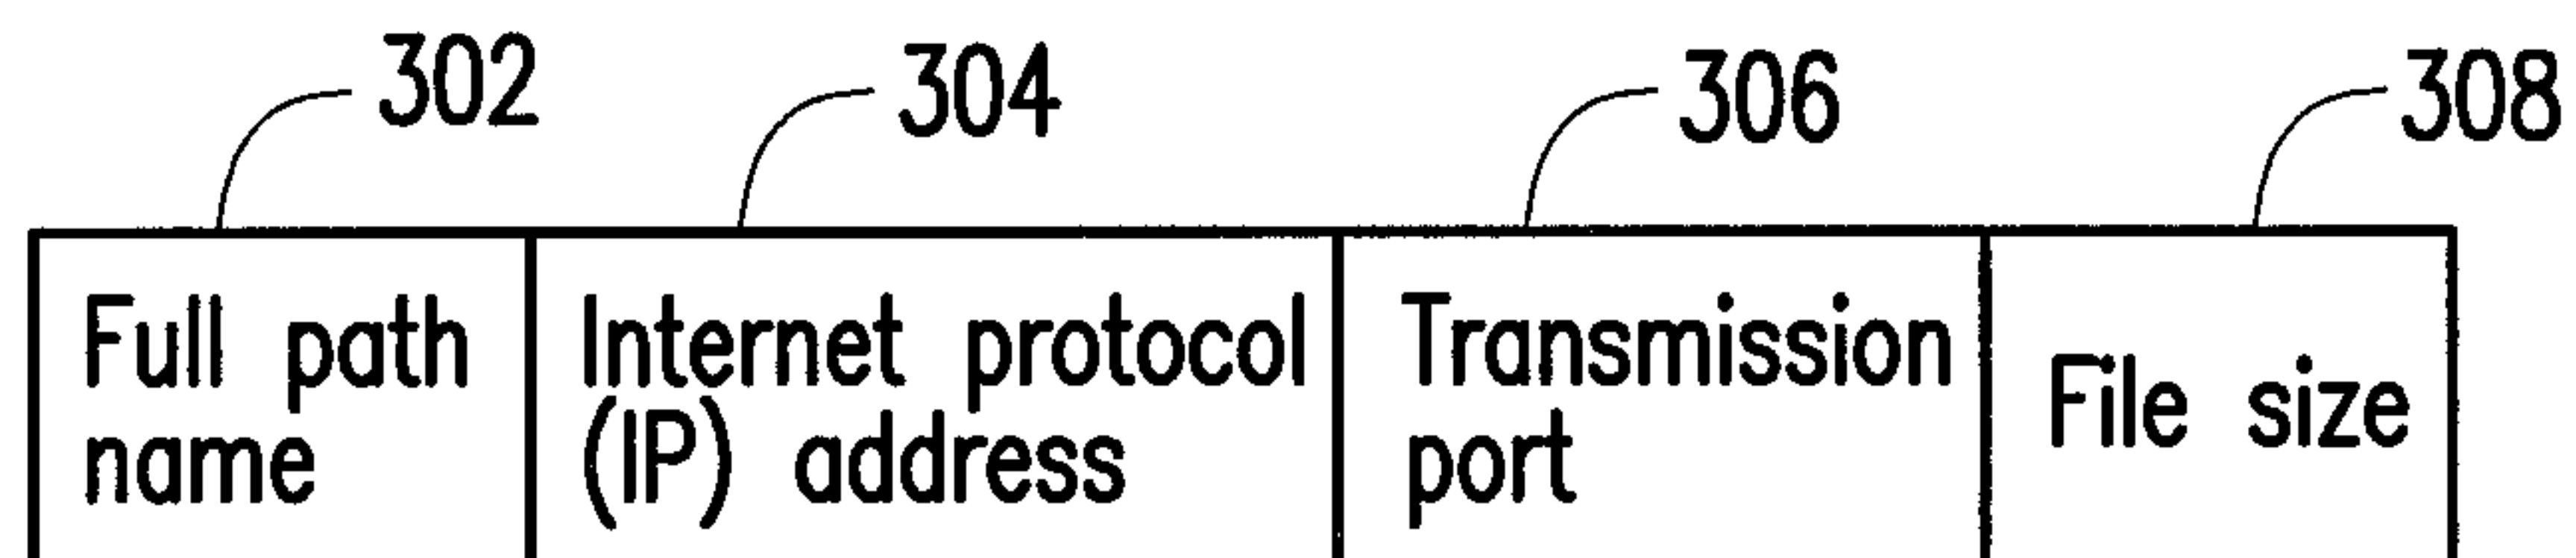 302 304 306 308
Full path Internet protocol Transmission File size
name (IP) address port